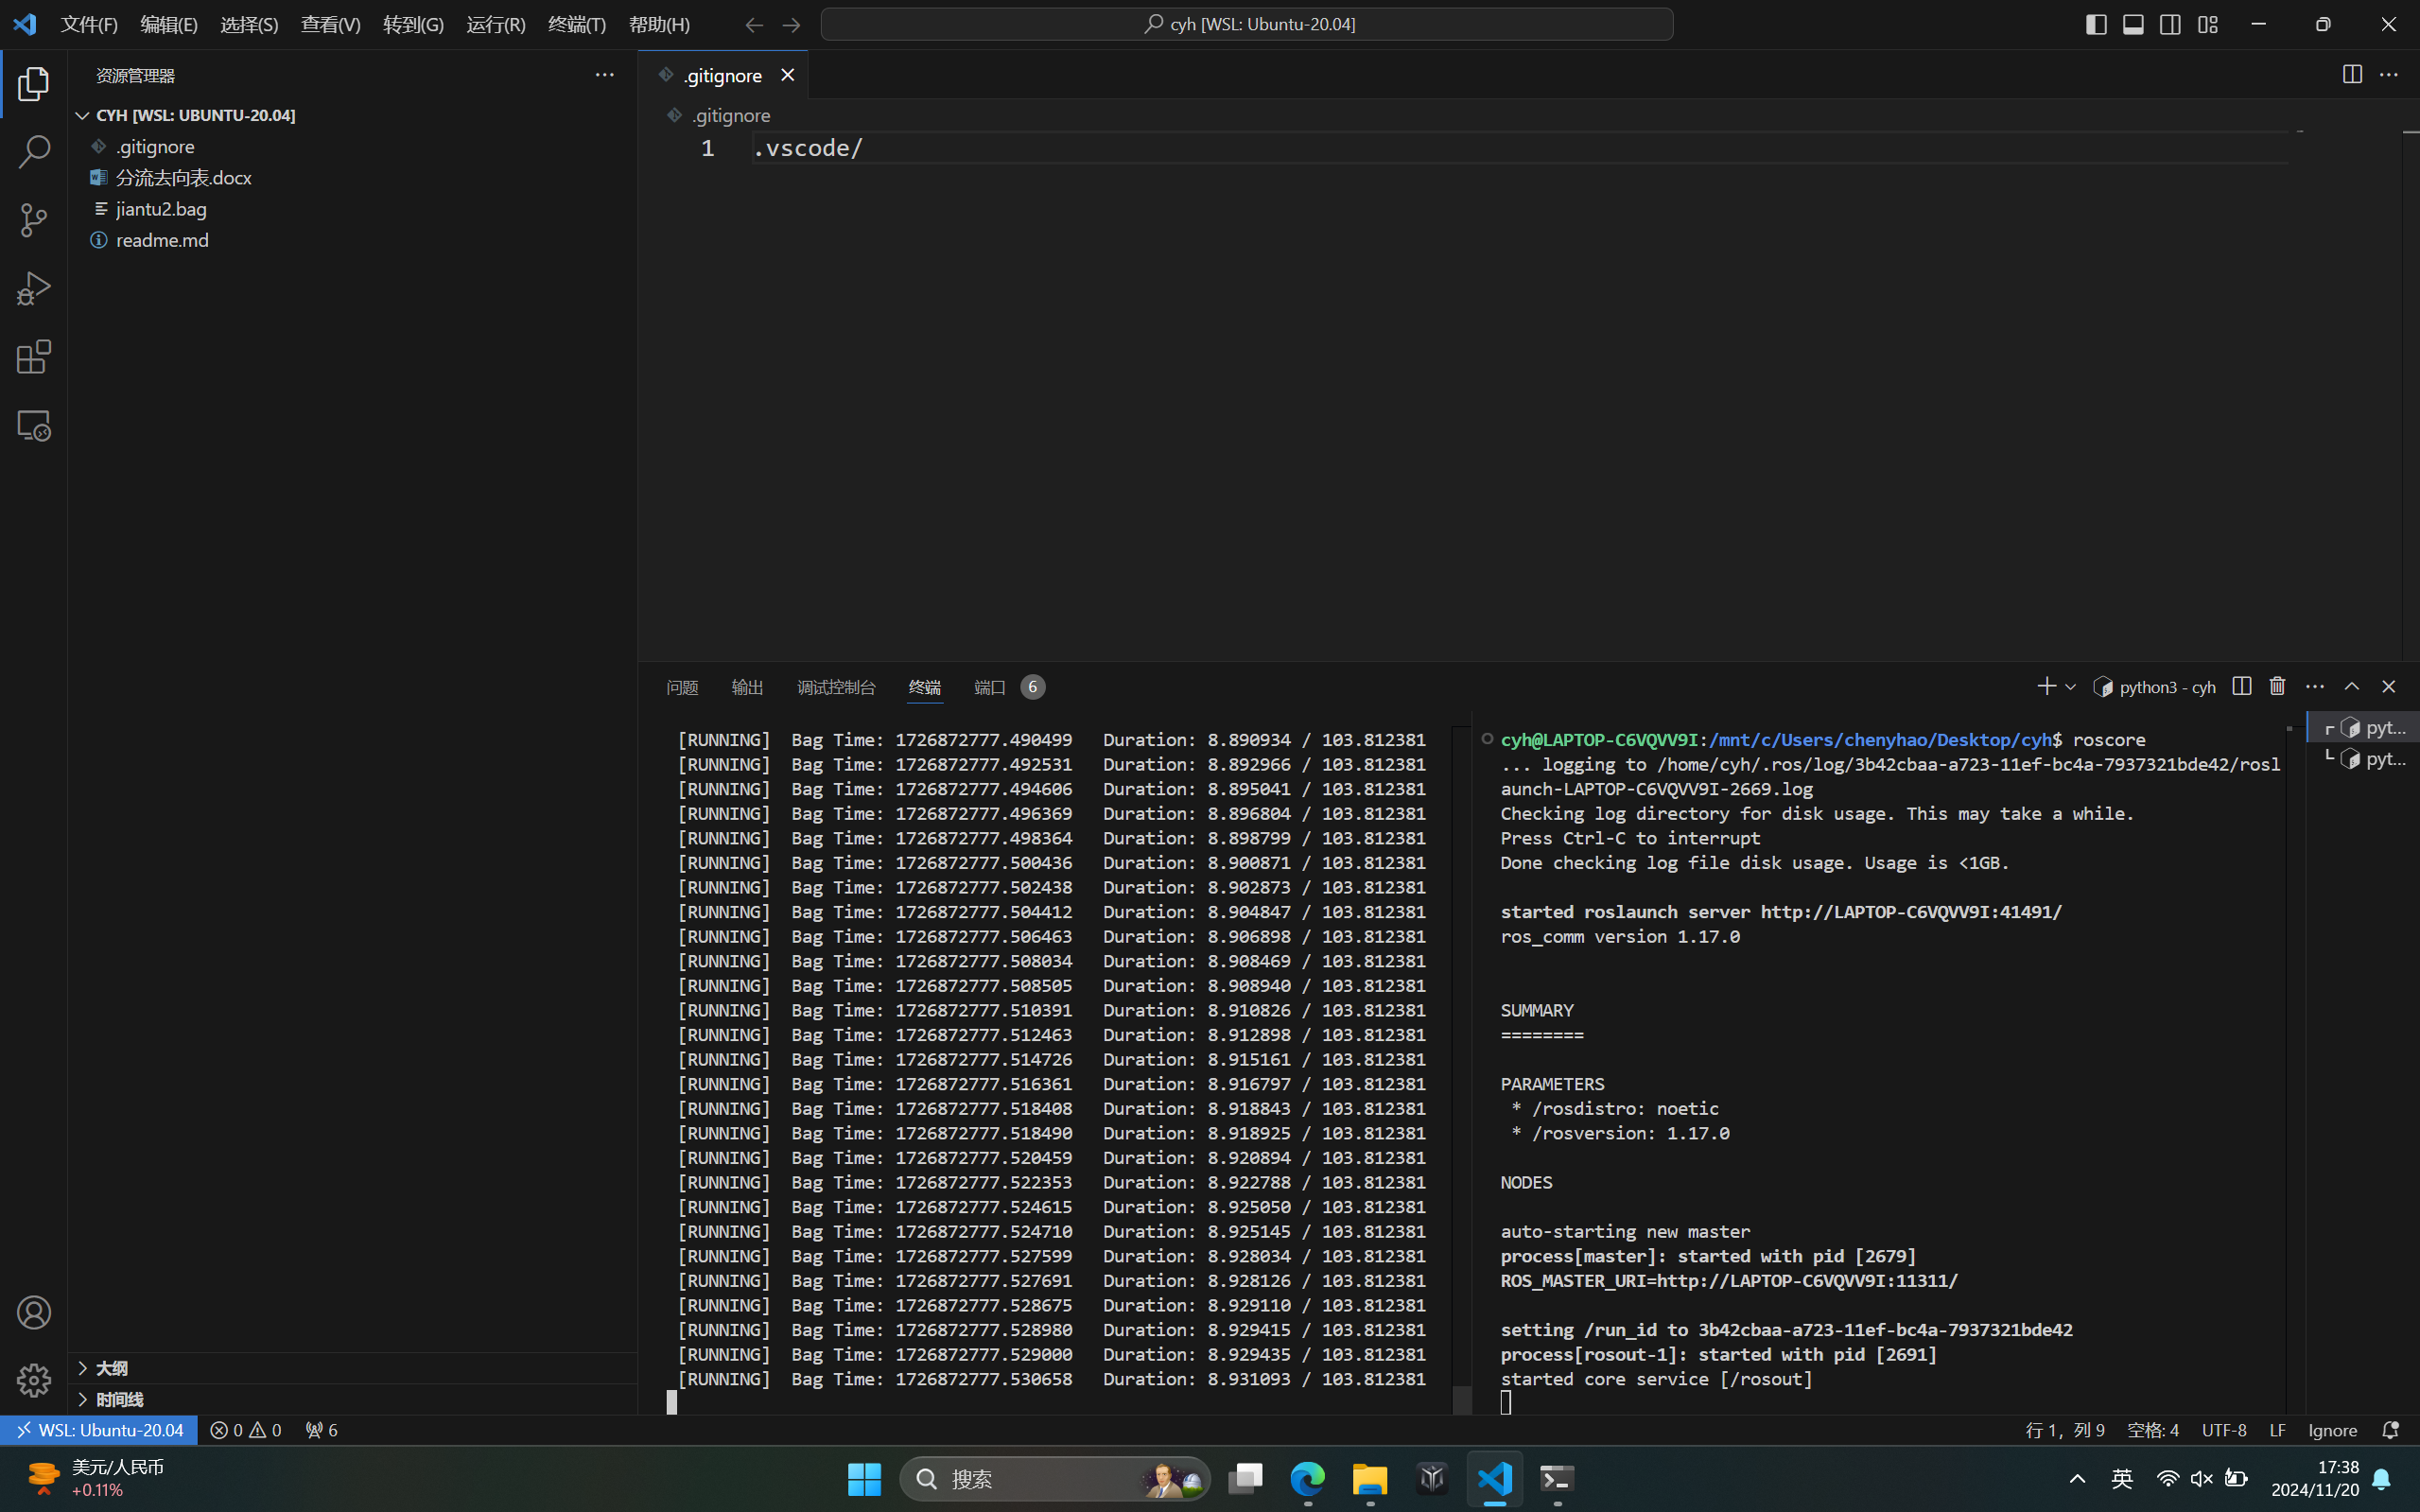 文件(F) 编辑(E) 选择(S) 查看(V) 转到(G) 运行(R) 终端(T) 帮助(H)
cyh [WSL: Ubuntu-20.04]
资源管理器
CYH [WSL: UBUNTU-20.04]
.gitignore
分流去向表.docx
jiantu2.bag
readme.md
大纲
时间线
.gitignore
.gitignore
1 .vscode/
问题 输出 调试控制台 终端 端口 6
python3 - cyh
[RUNNING] Bag Time: 1726872777.490499 Duration: 8.890934 / 103.812381
[RUNNING] Bag Time: 1726872777.492531 Duration: 8.892966 / 103.812381
[RUNNING] Bag Time: 1726872777.494606 Duration: 8.895041 / 103.812381
[RUNNING] Bag Time: 1726872777.496369 Duration: 8.896804 / 103.812381
[RUNNING] Bag Time: 1726872777.498364 Duration: 8.898799 / 103.812381
[RUNNING] Bag Time: 1726872777.500436 Duration: 8.900871 / 103.812381
[RUNNING] Bag Time: 1726872777.502438 Duration: 8.902873 / 103.812381
[RUNNING] Bag Time: 1726872777.504412 Duration: 8.904847 / 103.812381
[RUNNING] Bag Time: 1726872777.506463 Duration: 8.906898 / 103.812381
[RUNNING] Bag Time: 1726872777.508034 Duration: 8.908469 / 103.812381
[RUNNING] Bag Time: 1726872777.508505 Duration: 8.908940 / 103.812381
[RUNNING] Bag Time: 1726872777.510391 Duration: 8.910826 / 103.812381
[RUNNING] Bag Time: 1726872777.512463 Duration: 8.912898 / 103.812381
[RUNNING] Bag Time: 1726872777.514726 Duration: 8.915161 / 103.812381
[RUNNING] Bag Time: 1726872777.516361 Duration: 8.916797 / 103.812381
[RUNNING] Bag Time: 1726872777.518408 Duration: 8.918843 / 103.812381
[RUNNING] Bag Time: 1726872777.518490 Duration: 8.918925 / 103.812381
[RUNNING] Bag Time: 1726872777.520459 Duration: 8.920894 / 103.812381
[RUNNING] Bag Time: 1726872777.522353 Duration: 8.922788 / 103.812381
[RUNNING] Bag Time: 1726872777.524615 Duration: 8.925050 / 103.812381
[RUNNING] Bag Time: 1726872777.524710 Duration: 8.925145 / 103.812381
[RUNNING] Bag Time: 1726872777.527599 Duration: 8.928034 / 103.812381
[RUNNING] Bag Time: 1726872777.527691 Duration: 8.928126 / 103.812381
[RUNNING] Bag Time: 1726872777.528675 Duration: 8.929110 / 103.812381
[RUNNING] Bag Time: 1726872777.528980 Duration: 8.929415 / 103.812381
[RUNNING] Bag Time: 1726872777.529000 Duration: 8.929435 / 103.812381
[RUNNING] Bag Time: 1726872777.530658 Duration: 8.931093 / 103.812381
cyh@LAPTOP-C6VQVV9I:/mnt/c/Users/chenyhao/Desktop/cyh$ roscore
... logging to /home/cyh/.ros/log/3b42cbaa-a723-11ef-bc4a-7937321bde42/rosl
aunch-LAPTOP-C6VQVV9I-2669.log
Checking log directory for disk usage. This may take a while.
Press Ctrl-C to interrupt
Done checking log file disk usage. Usage is <1GB.
started roslaunch server http://LAPTOP-C6VQVV9I:41491/
ros_comm version 1.17.0
SUMMARY
========
PARAMETERS
* /rosdistro: noetic
* /rosversion: 1.17.0
NODES
auto-starting new master
process[master]: started with pid [2679]
ROS_MASTER_URI=http://LAPTOP-C6VQVV9I:11311/
setting /run_id to 3b42cbaa-a723-11ef-bc4a-7937321bde42
process[rosout-1]: started with pid [2691]
started core service [/rosout]
pyt...
pyt...
WSL: Ubuntu-20.04 0 0 6
行 1，列 9 空格: 4 UTF-8 LF Ignore
美元/人民币
+0.11%
搜索
英
17:38
2024/11/20